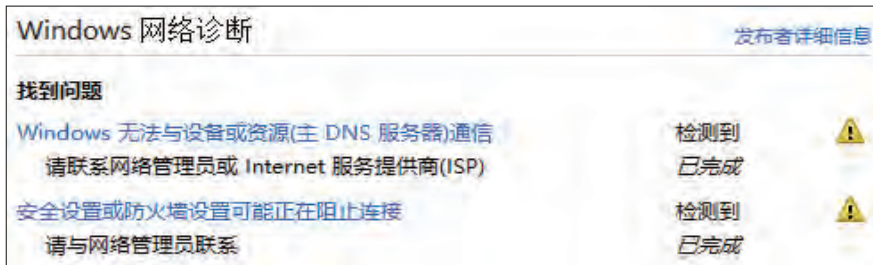 Windows 网络诊断
发布者详细信息
找到问题
Windows 无法与设备或资源(主 DNS 服务器)通信 检测到
请联系网络管理员或 Internet 服务提供商(ISP) 已完成
安全设置或防火墙设置可能正在阻止连接 检测到
请与网络管理员联系 已完成